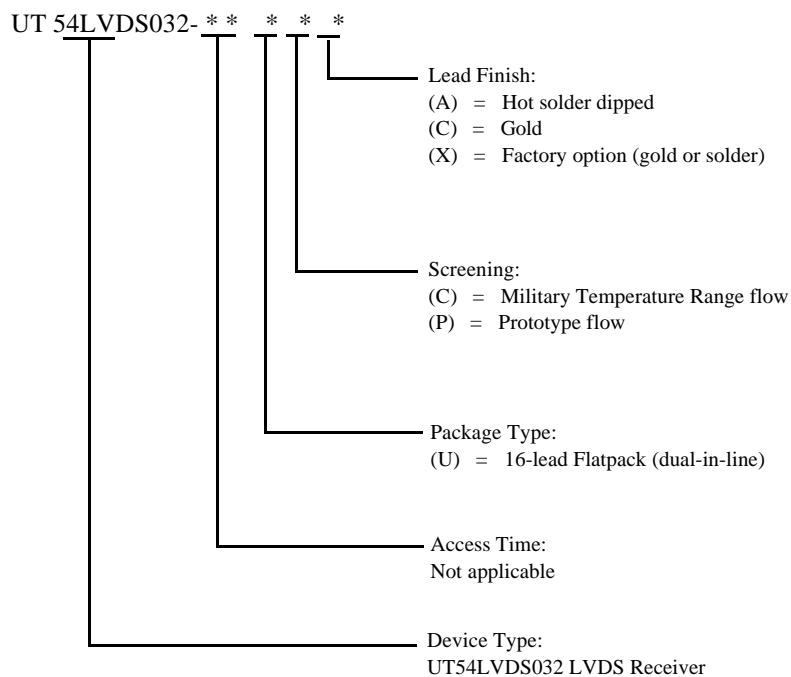 UT 54LVDS032- * * * * *
Lead Finish:
(A) = Hot solder dipped
(C) = Gold
(X) = Factory option (gold or solder)
Screening:
(C) = Military Temperature Range flow
(P) = Prototype flow
Package Type:
(U) = 16-lead Flatpack (dual-in-line)
Access Time:
Not applicable
Device Type:
UT54LVDS032 LVDS Receiver